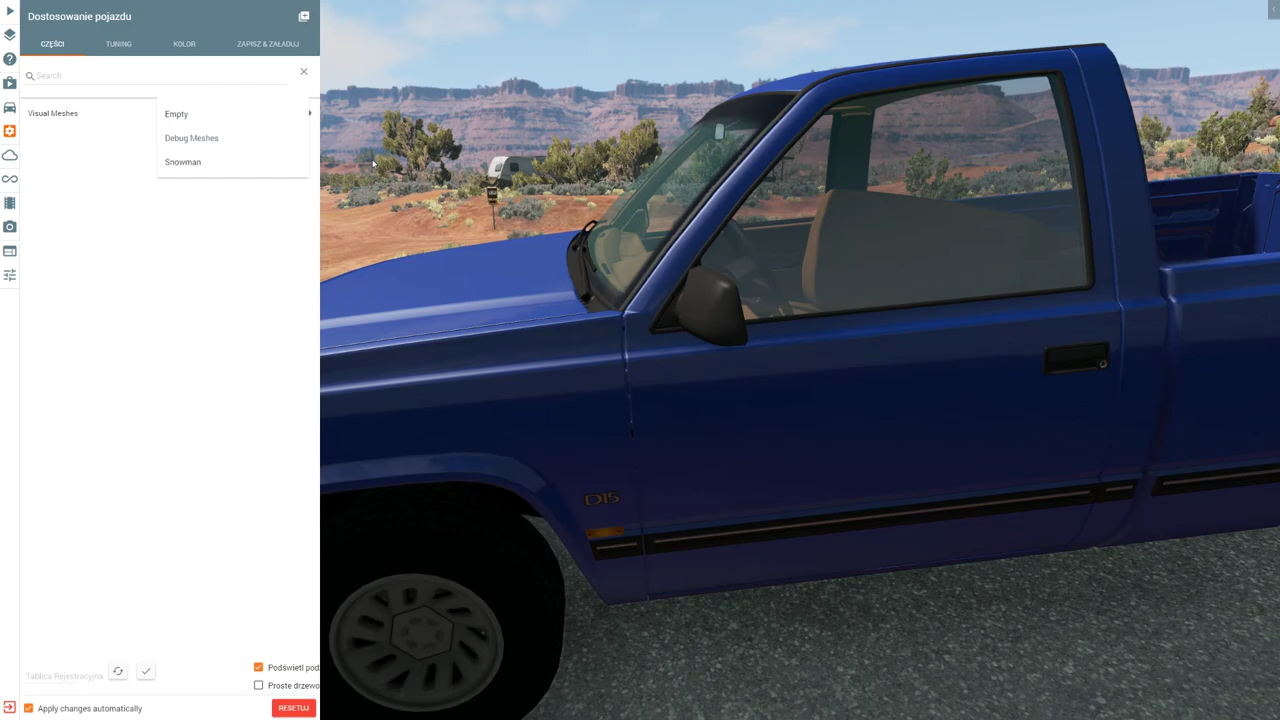 Dostosowanie pojazdu
CZĘŚCI TUNING KOLOR ZAPISZ & ZAŁADUJ
Search
Visual Meshes
Empty
Debug Meshes
Snowman
D15
Tablica Rejestracyjna
Podświetl pod
Proste drzewo
Apply changes automatically
RESETUJ